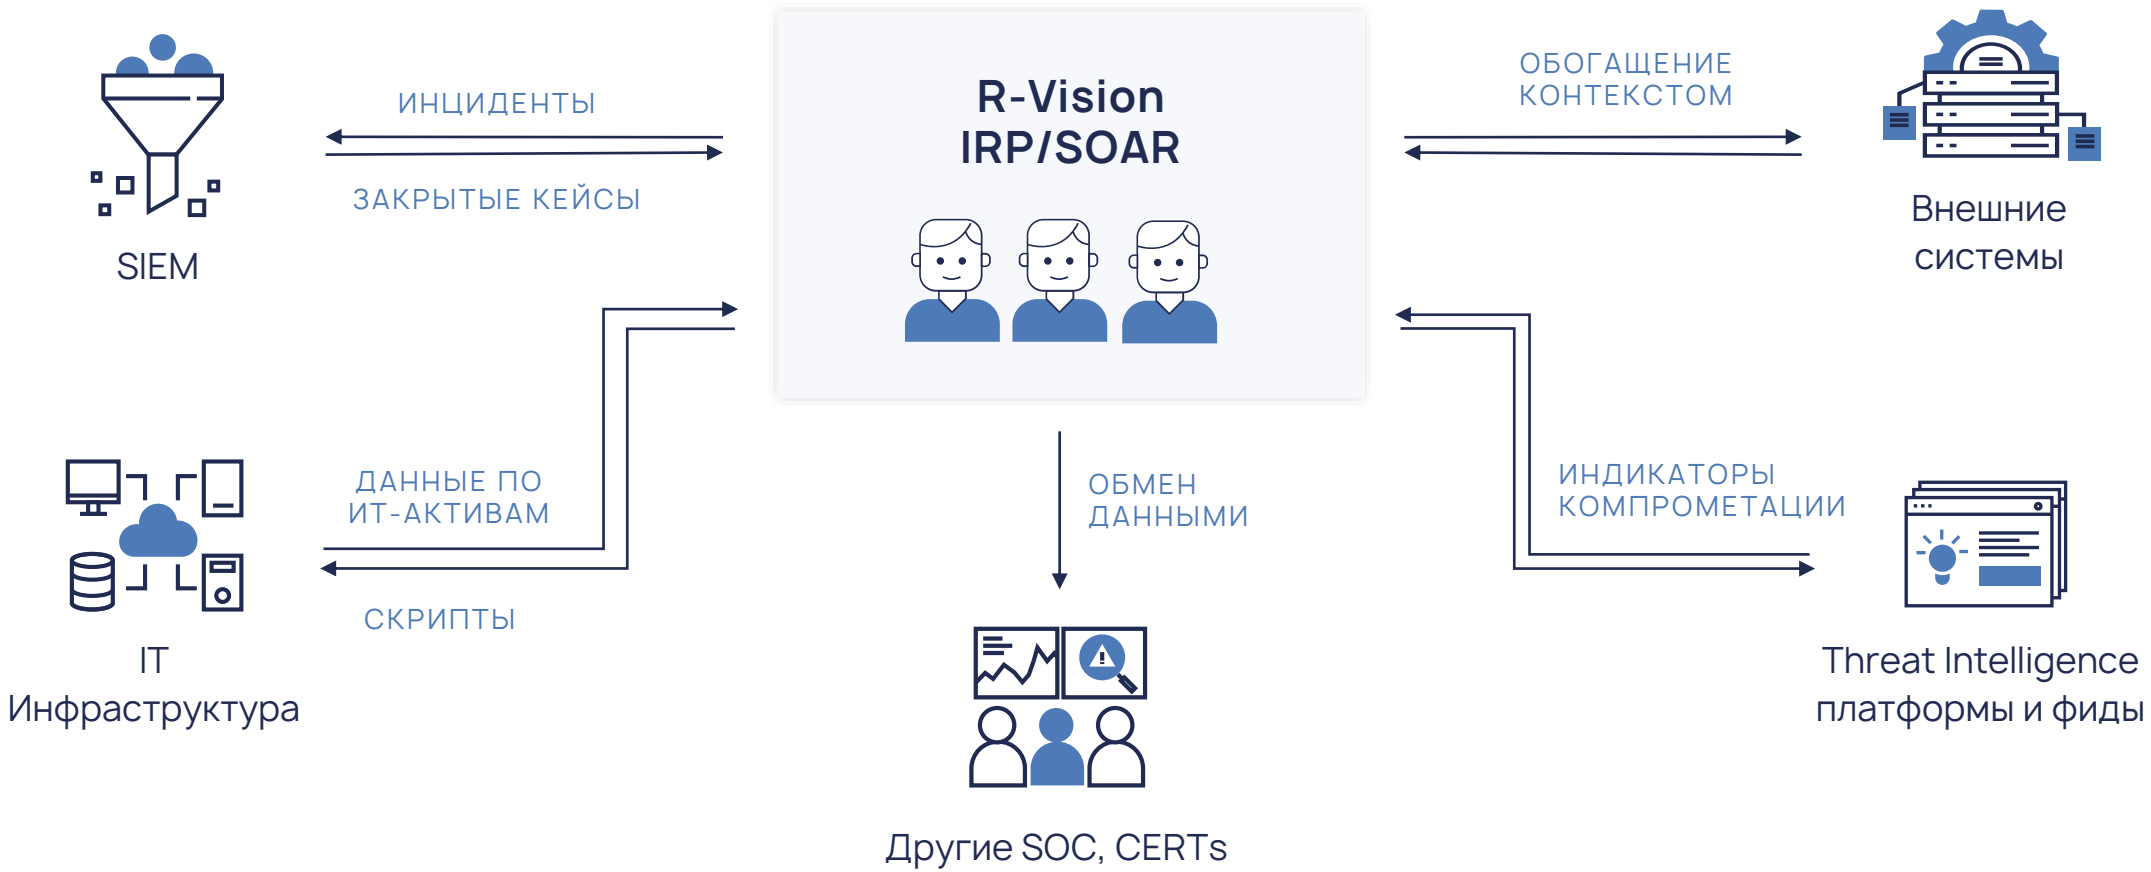 R-Vision
IRP/SOAR
ИНЦИДЕНТЫ
ЗАКРЫТЫЕ КЕЙСЫ
SIEM
ОБОГАЩЕНИЕ
КОНТЕКСТОМ
Внешние
системы
ДАННЫЕ ПО
ИТ-АКТИВАМ
СКРИПТЫ
IT
Инфраструктура
ОБМЕН
ДАННЫМИ
Другие SOC, CERTs
ИНДИКАТОРЫ
КОМПРОМЕТАЦИИ
Threat Intelligence
платформы и фиды